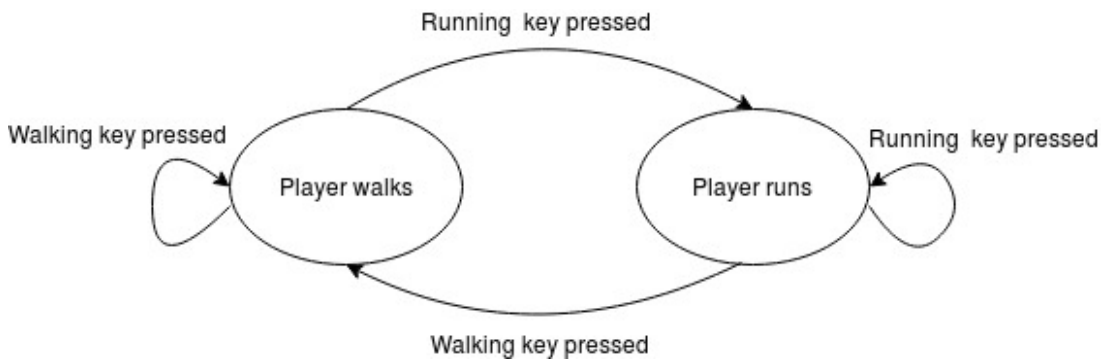 Running key pressed
Walking key pressed
Running key pressed
Player walks
Player runs
Walking key pressed